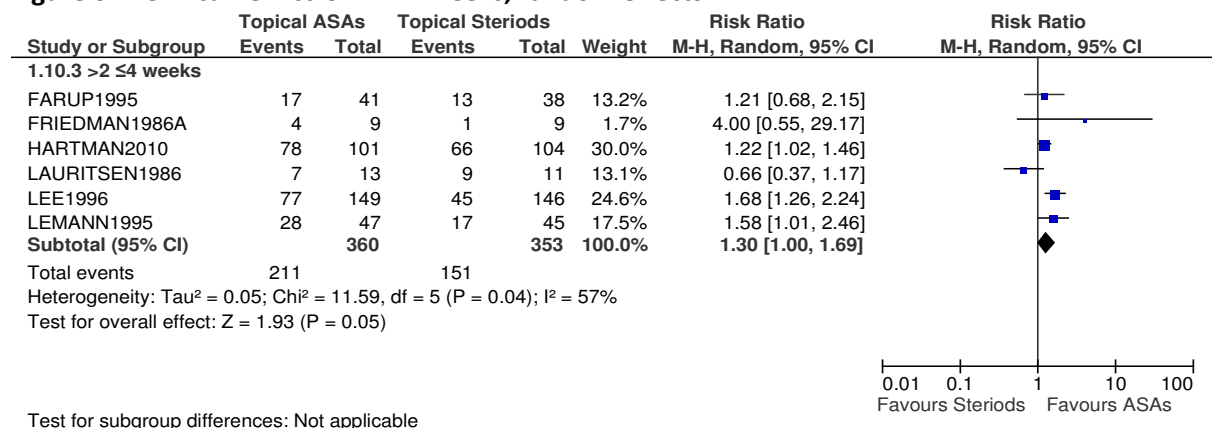 Topical ASAs Topical Steriods Risk Ratio Risk Ratio
Study or Subgroup Events Total Events Total Weight M-H, Random, 95% CI M-H, Random, 95% CI
1.10.3 >2 ≤4 weeks
FARUP1995 17 41 13 38 13.2% 1.21 [0.68, 2.15]
FRIEDMAN1986A 4 9 1 9 1.7% 4.00 [0.55, 29.17]
HARTMAN2010 78 101 66 104 30.0% 1.22 [1.02, 1.46]
LAURITSEN1986 7 13 9 11 13.1% 0.66 [0.37, 1.17]
LEE1996 77 149 45 146 24.6% 1.68 [1.26, 2.24]
LEMANN1995 28 47 17 45 17.5% 1.58 [1.01, 2.46]
Subtotal (95% CI) 360 353 100.0% 1.30 [1.00, 1.69]
Total events 211 151
Heterogeneity: Tau² = 0.05; Chi² = 11.59, df = 5 (P = 0.04); I² = 57%
Test for overall effect: Z = 1.93 (P = 0.05)
0.01 0.1 1 10 100
Favours Steriods Favours ASAs
Test for subgroup differences: Not applicable